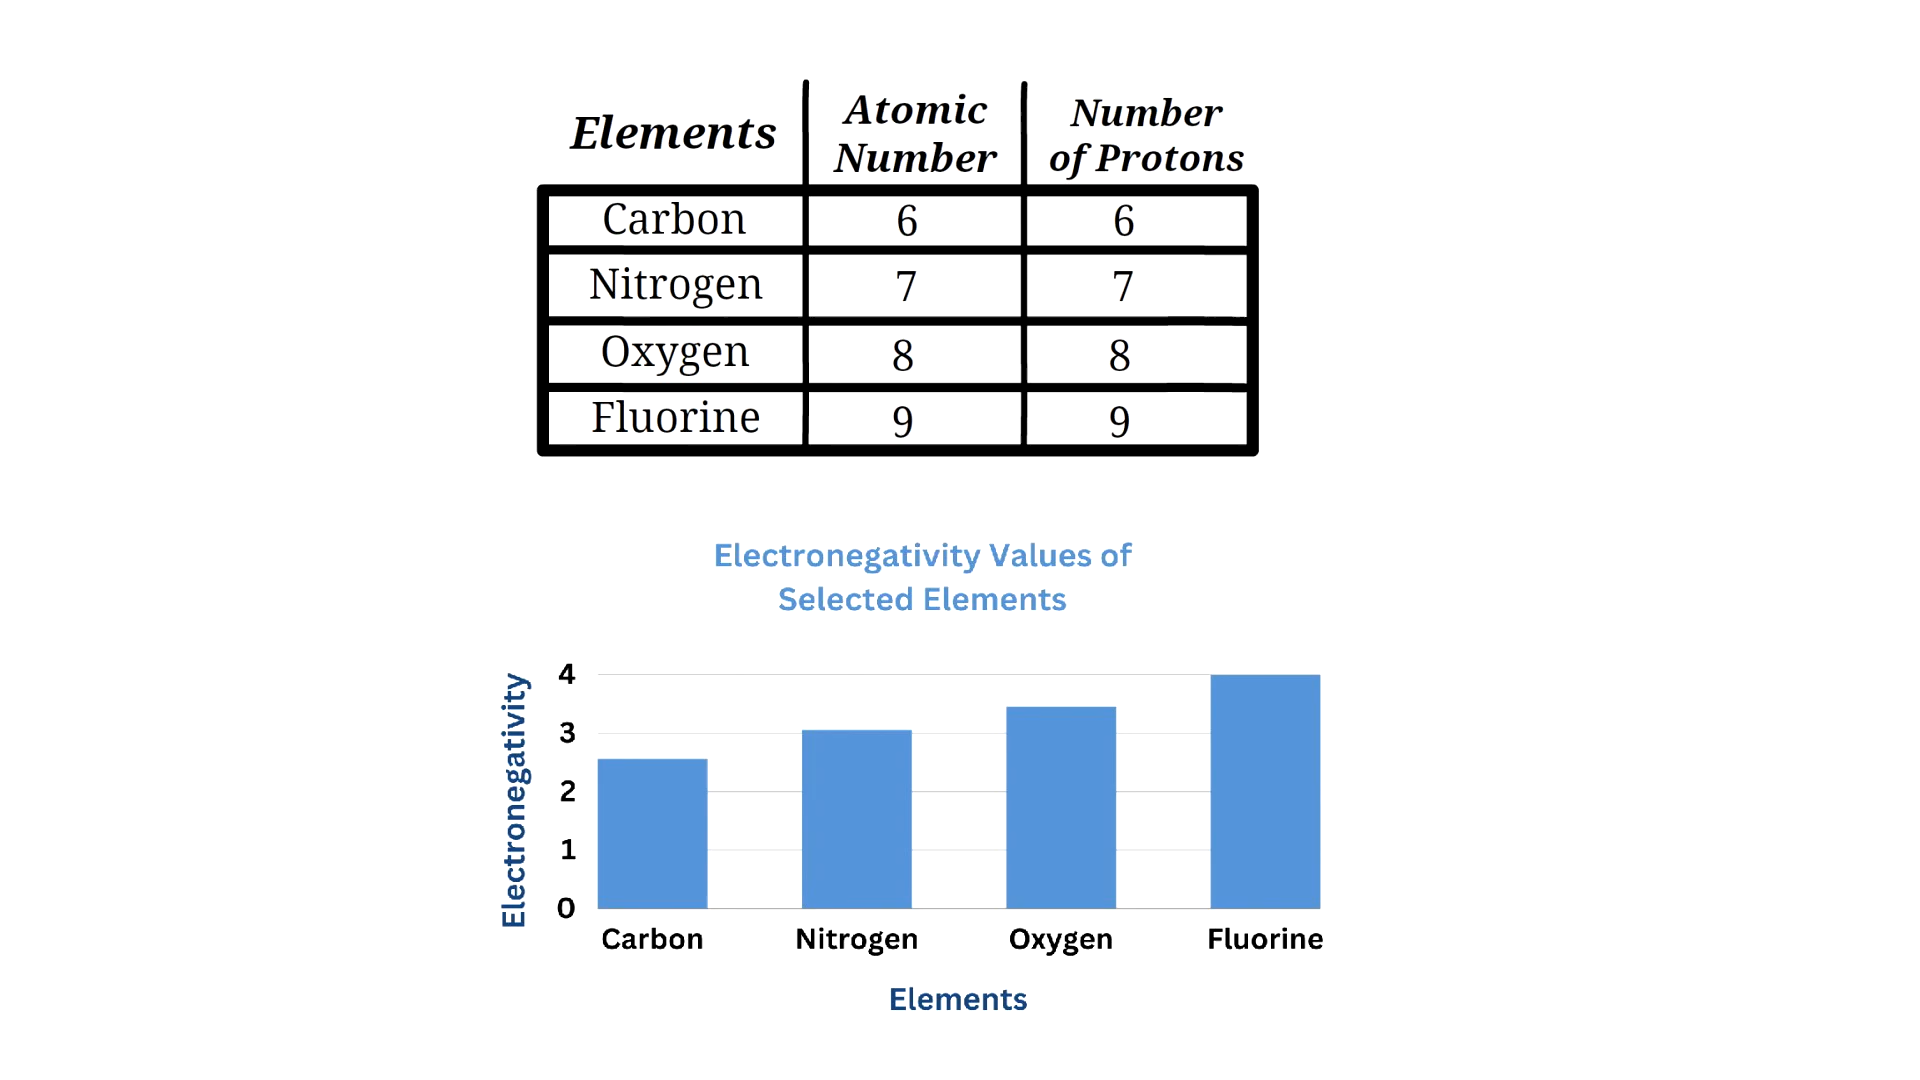 Elements
Atomic
Number
Number
of Protons
Carbon 6 6
Nitrogen 7 7
Oxygen 8 8
Fluorine 9 9
Electronegativity Values of
Selected Elements
Electronegativity
4
3
2
1
0
Carbon Nitrogen Oxygen Fluorine
Elements